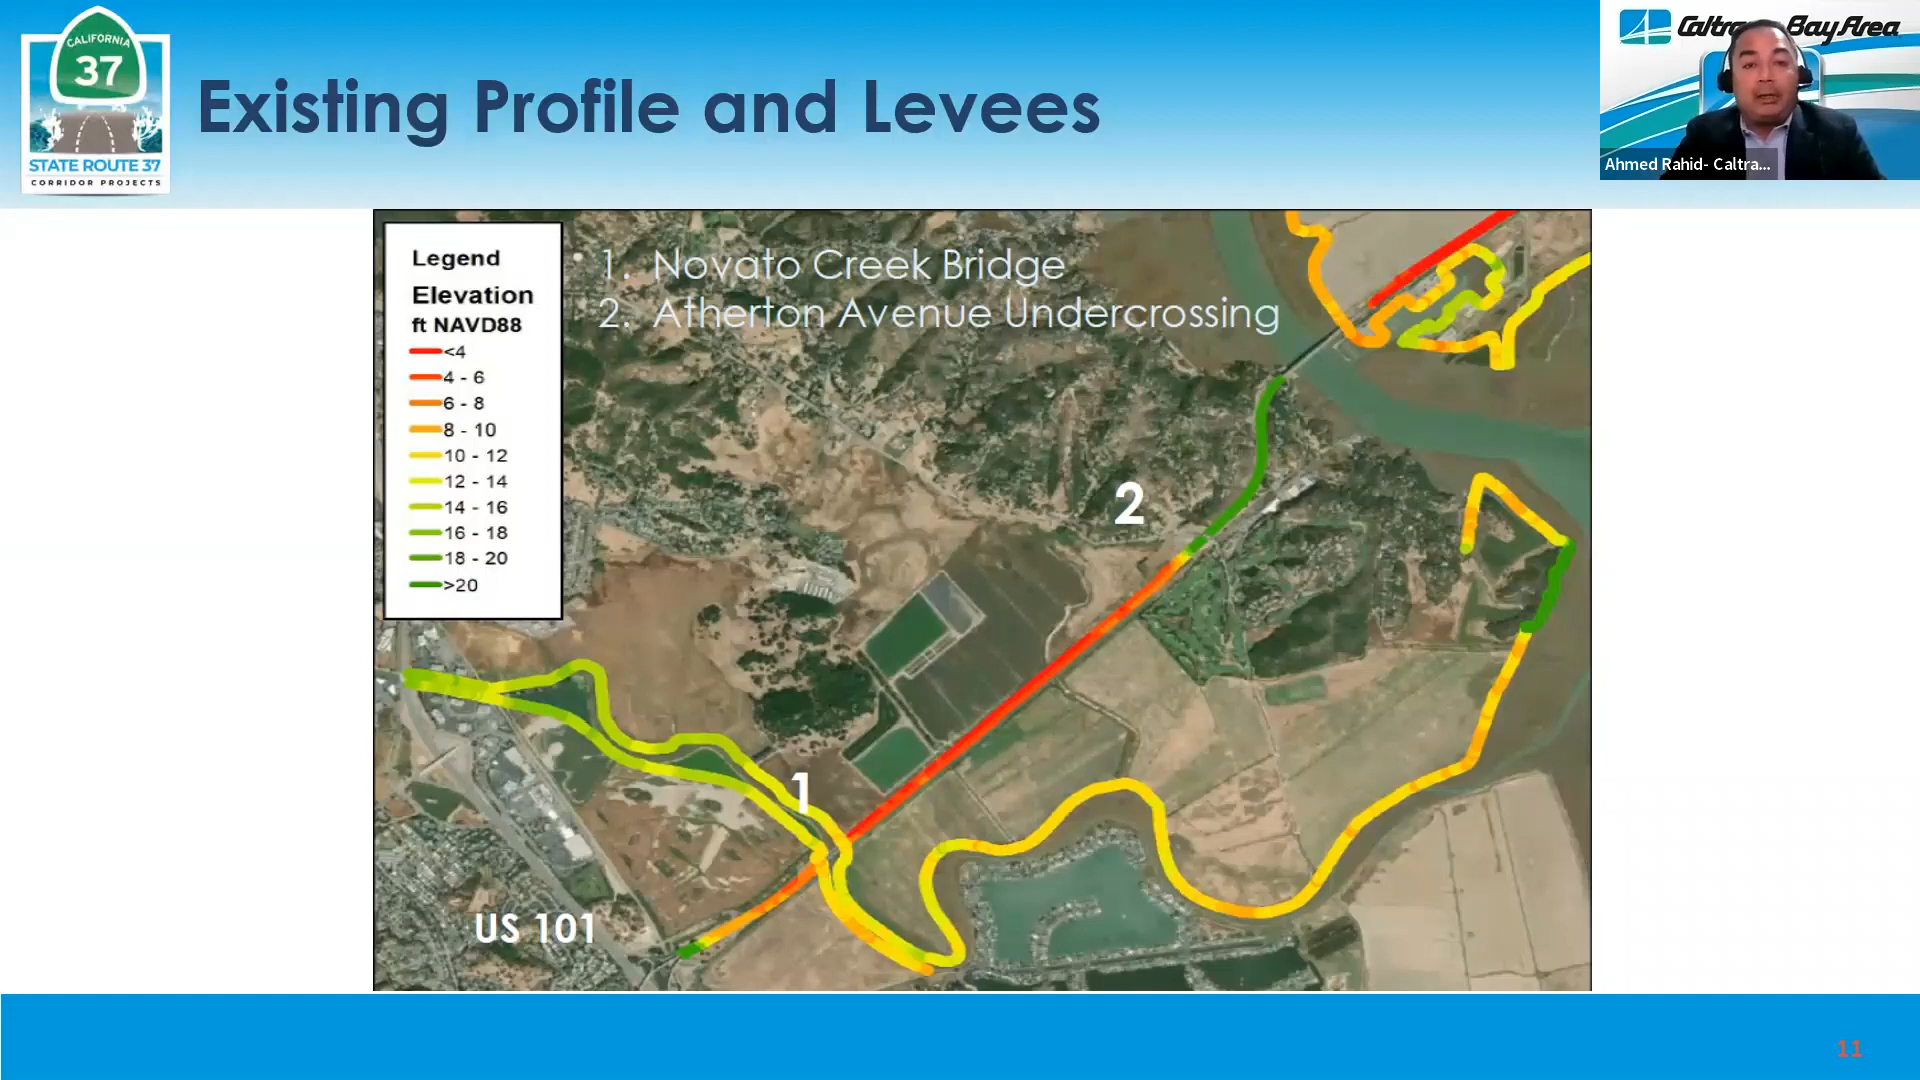 CALIFORNIA
37
STATE ROUTE 37
CORRIDOR PROJECTS
Existing Profile and Levees
Bay Area
Ahmed Rahid- Caltra...
Legend
Elevation
ft NAVD88
<4
4 - 6
6 - 8
8 - 10
10 - 12
12 - 14
14 - 16
16 - 18
18 - 20
>20
1. Novato Creek Bridge
2. Atherton Avenue Undercrossing
2
1
US 101
11